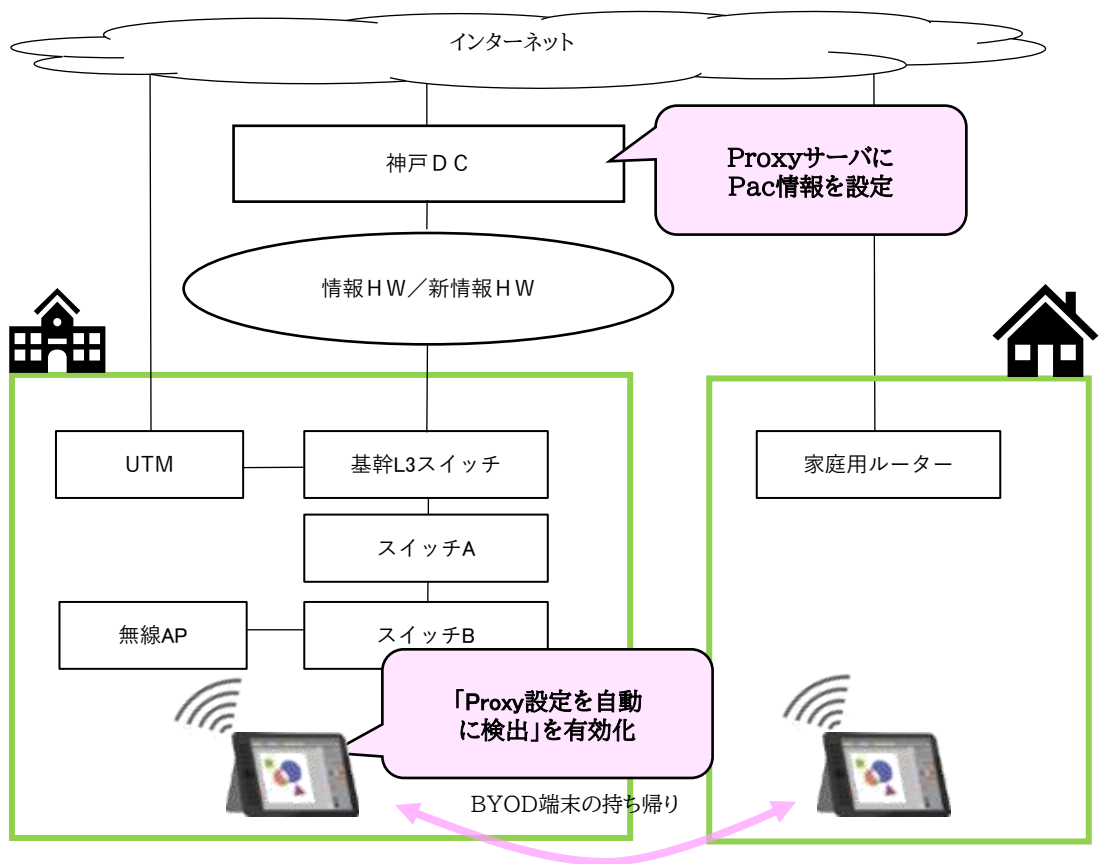 インターネット
神戸ＤＣ
Proxyサーバに
Pac情報を設定
情報ＨＷ／新情報ＨＷ
UTM
基幹L3スイッチ
家庭用ルーター
スイッチA
無線AP
スイッチB
「Proxy設定を自動
に検出」を有効化
BYOD端末の持ち帰り